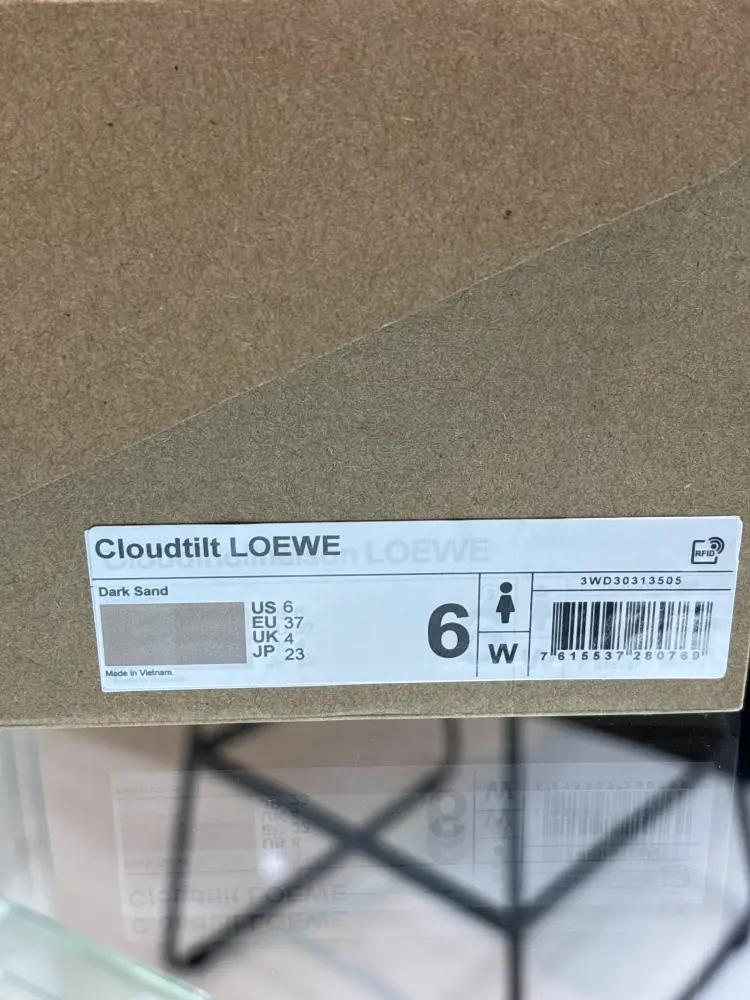 Cloudtilt LOEWE
RFID
3WD30313505
Dark Sand
US 6
EU 37
UK 4
JP 23
6
W
7 615537 280769
Made in Vietnam.